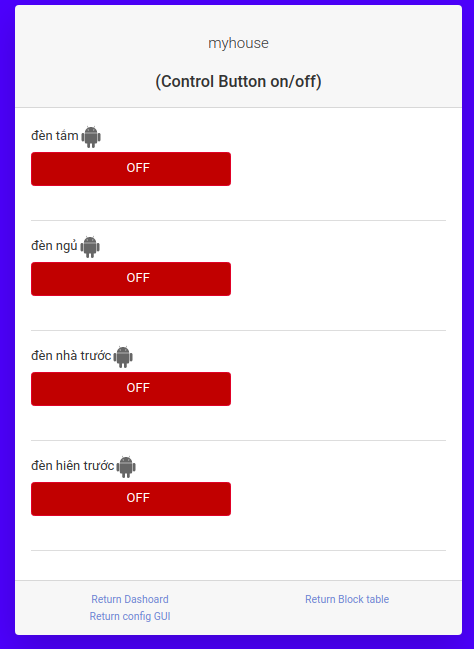 myhouse
(Control Button on/off)
đèn tắm
OFF
đèn ngủ
OFF
đèn nhà trước
OFF
đèn hiên trước
OFF
Return Dashoard
Return Block table
Return config GUI